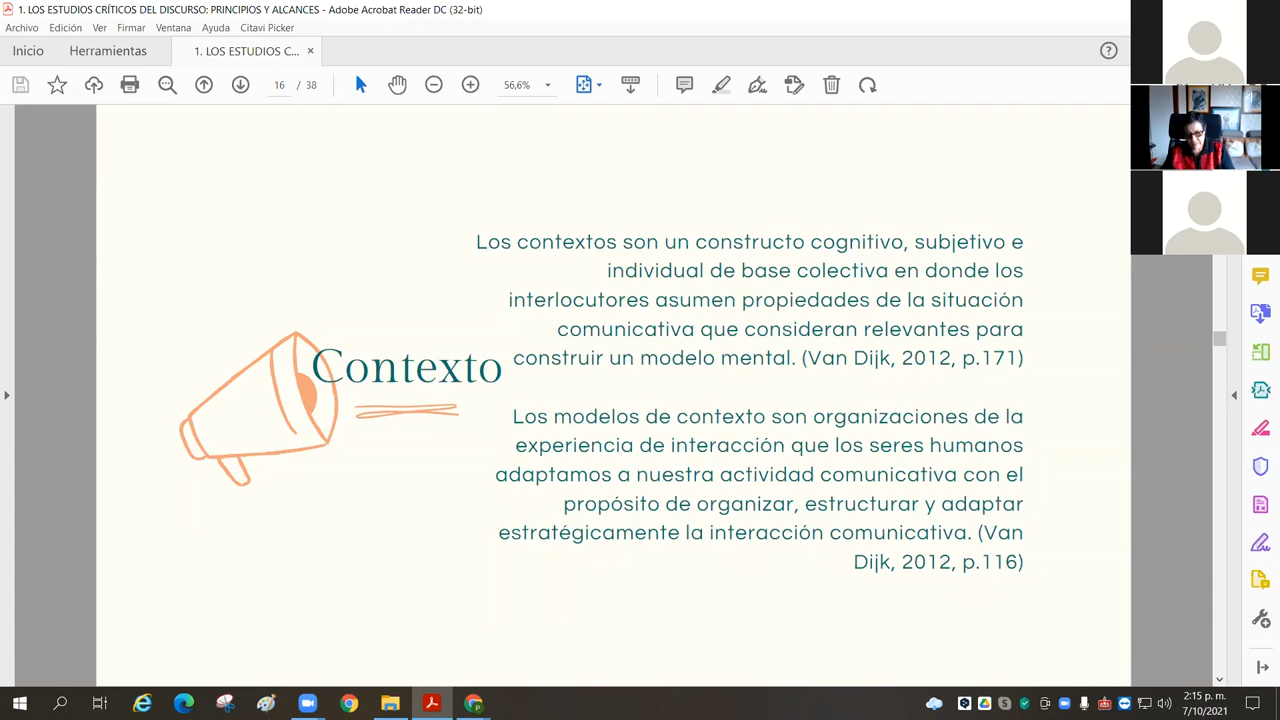 1. LOS ESTUDIOS CRÍTICOS DEL DISCURSO: PRINCIPIOS Y ALCANCES - Adobe Acrobat Reader DC (32-bit)
Archivo Edición Ver Firmar Ventana Ayuda Citavi Picker
Inicio Herramientas 1. LOS ESTUDIOS C... ×
16 / 38 56,6%
Los contextos son un constructo cognitivo, subjetivo e
individual de base colectiva en donde los
interlocutores asumen propiedades de la situación
comunicativa que consideran relevantes para
construir un modelo mental. (Van Dijk, 2012, p.171)
Contexto
Los modelos de contexto son organizaciones de la
experiencia de interacción que los seres humanos
adaptamos a nuestra actividad comunicativa con el
propósito de organizar, estructurar y adaptar
estratégicamente la interacción comunicativa. (Van
Dijk, 2012, p.116)
2:15 p. m.
7/10/2021